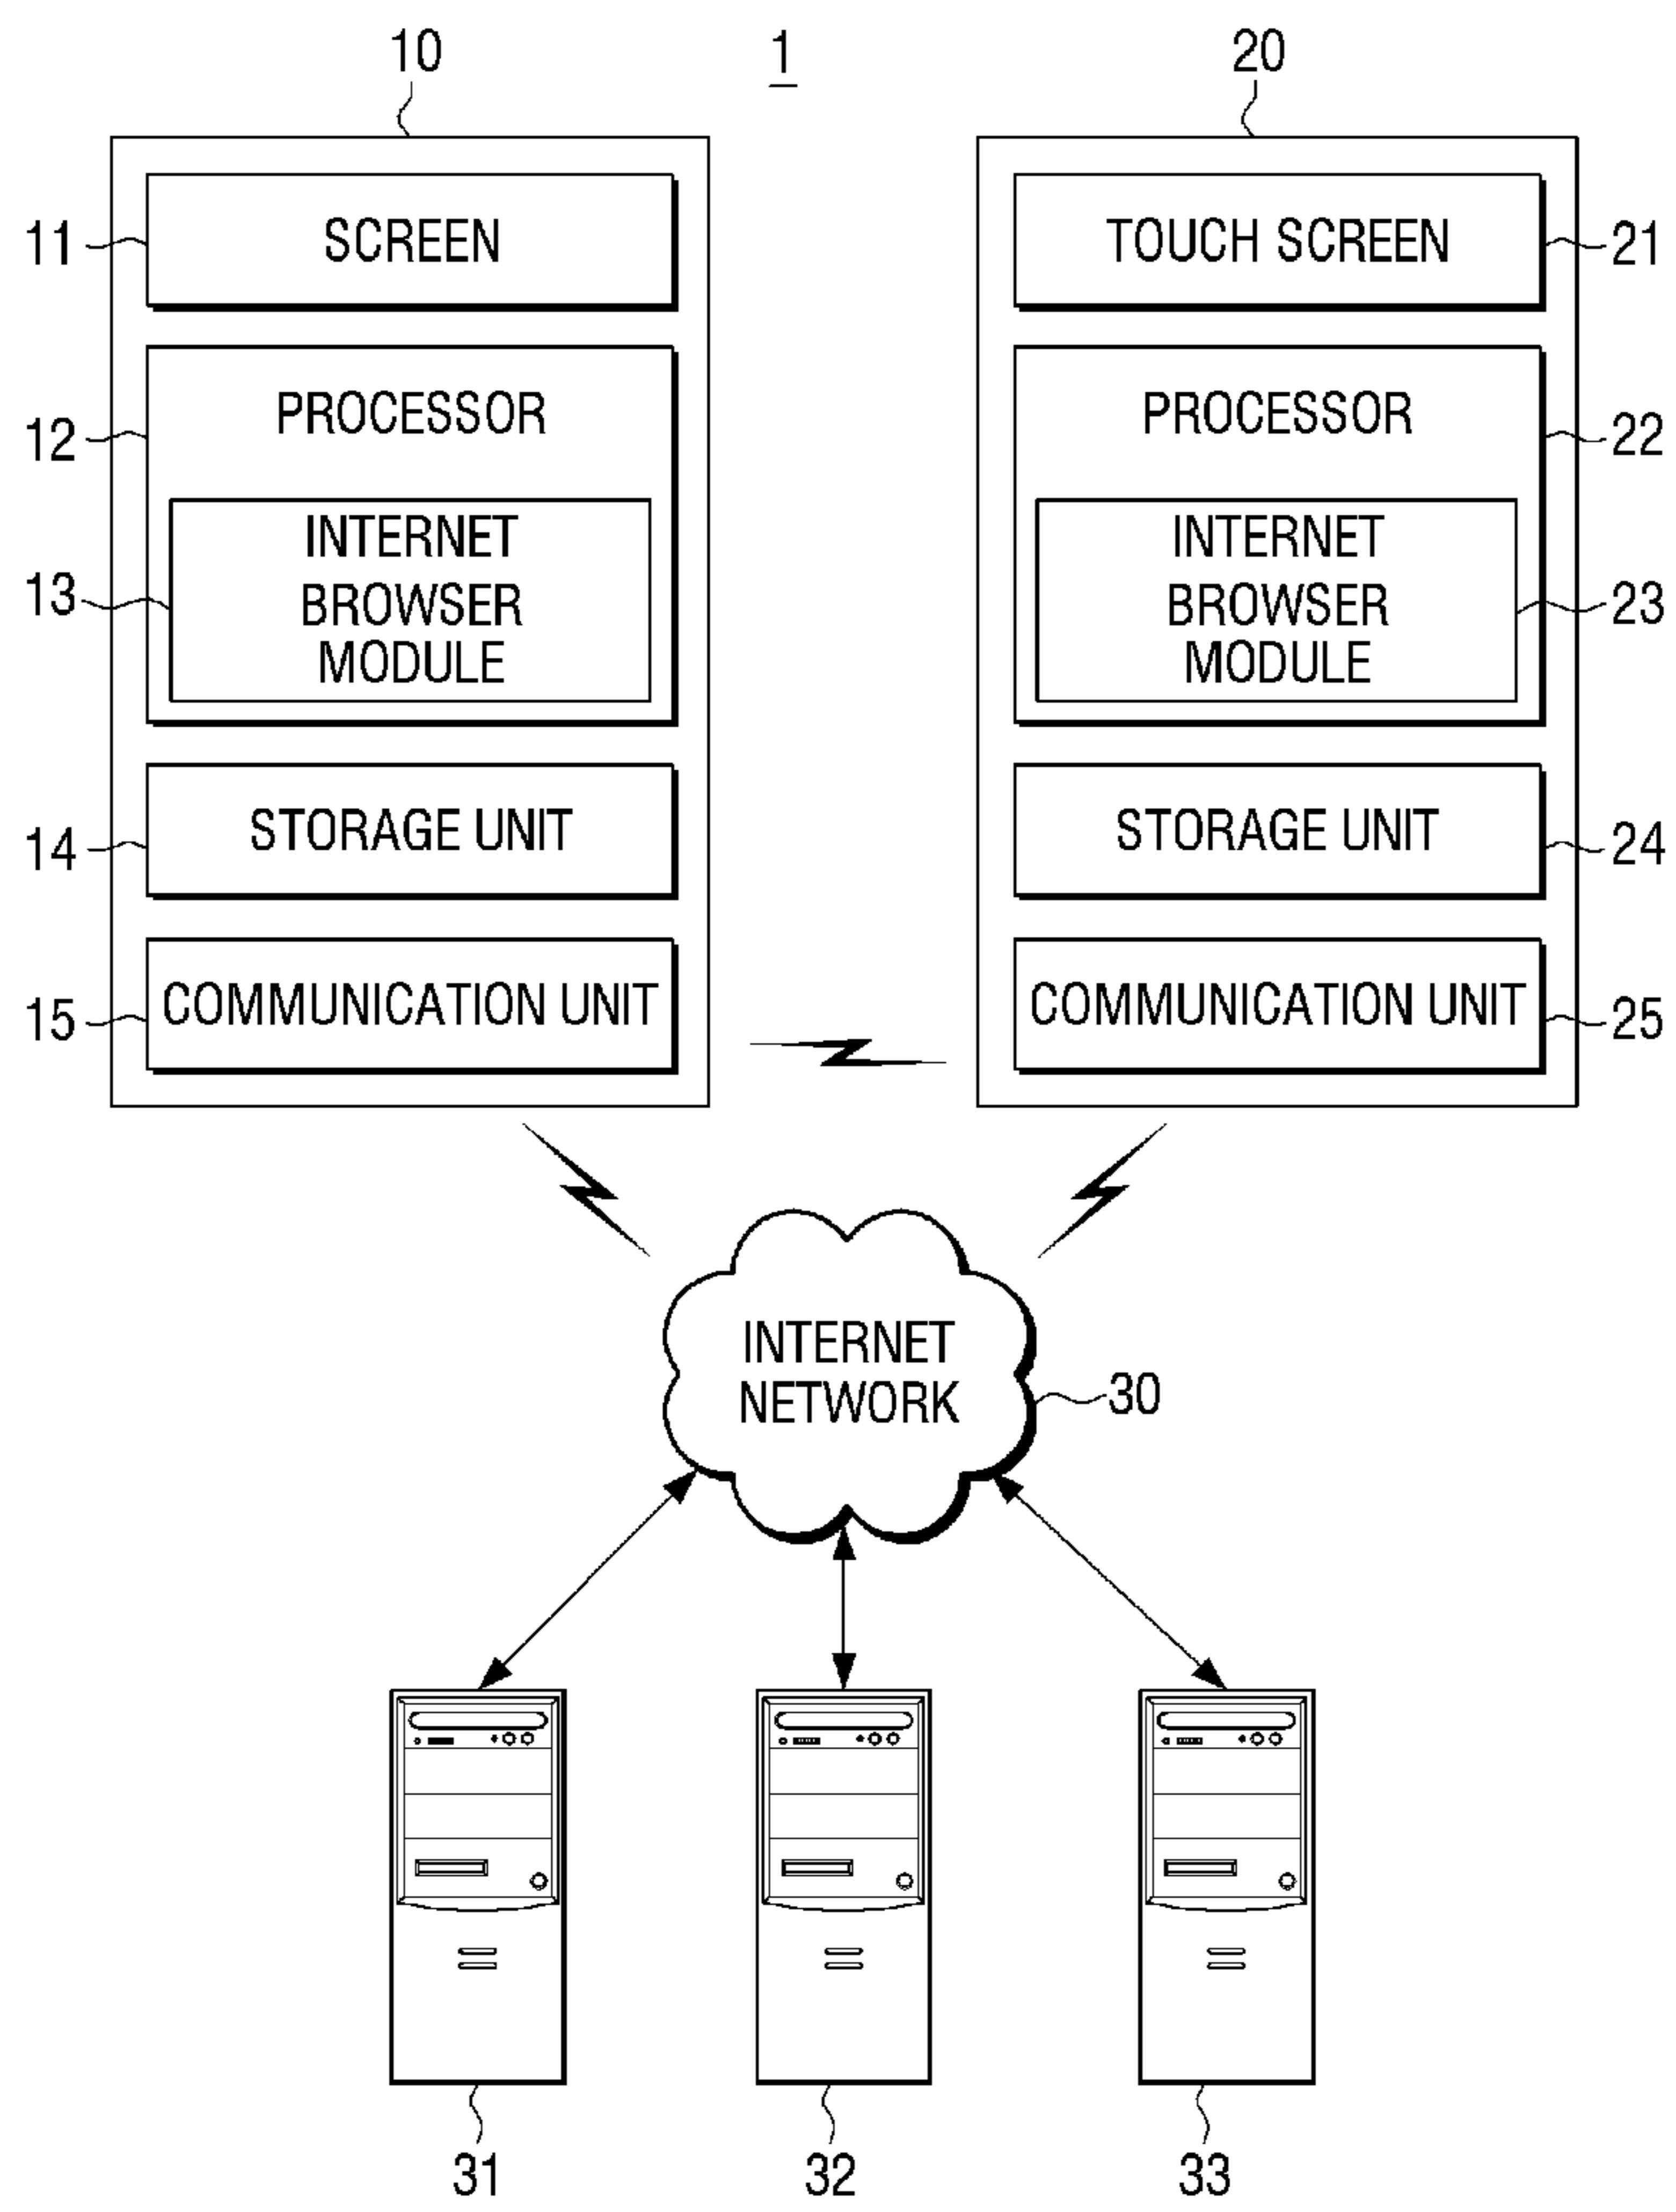 10
1
20
11
SCREEN
TOUCH SCREEN
21
12
PROCESSOR
PROCESSOR
22
13
INTERNET
BROWSER
MODULE
INTERNET
BROWSER
MODULE
23
14
STORAGE UNIT
STORAGE UNIT
24
15
COMMUNICATION UNIT
COMMUNICATION UNIT
25
INTERNET
NETWORK
30
31
32
33